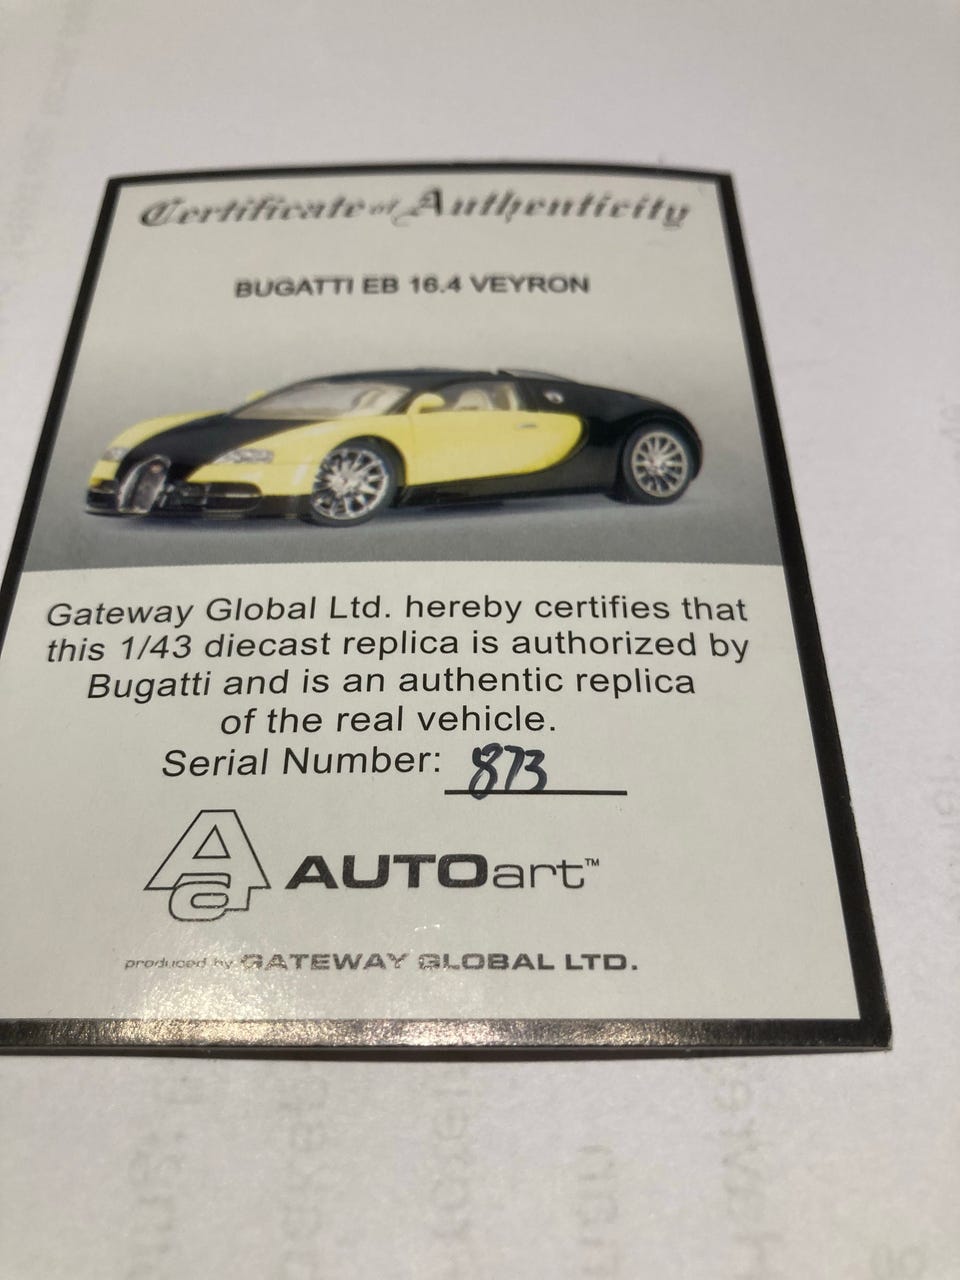 Certificate of Authenticity
BUGATTI EB 16.4 VEYRON
Gateway Global Ltd. hereby certifies that
this 1/43 diecast replica is authorized by
Bugatti and is an authentic replica
of the real vehicle.
Serial Number: 873
AUTOart™
produced by GATEWAY GLOBAL LTD.